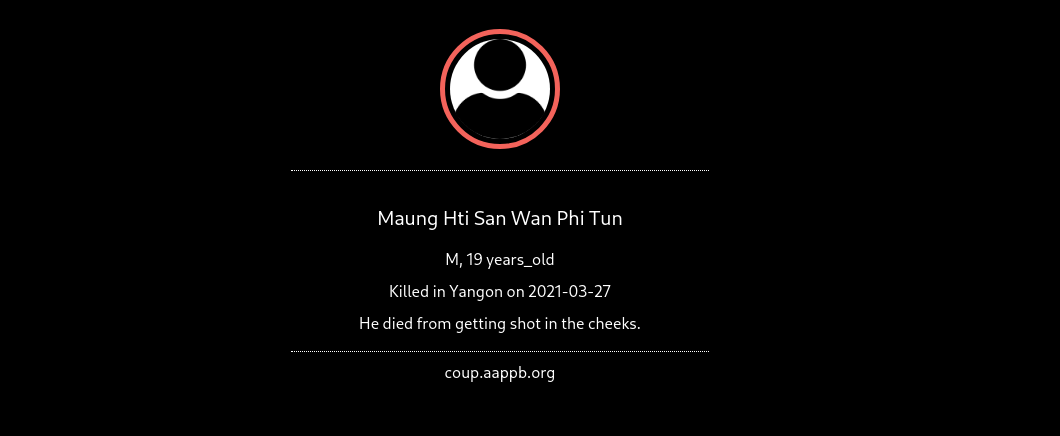 Maung Hti San Wan Phi Tun
M, 19 years_old
Killed in Yangon on 2021-03-27
He died from getting shot in the cheeks.
coup.aappb.org